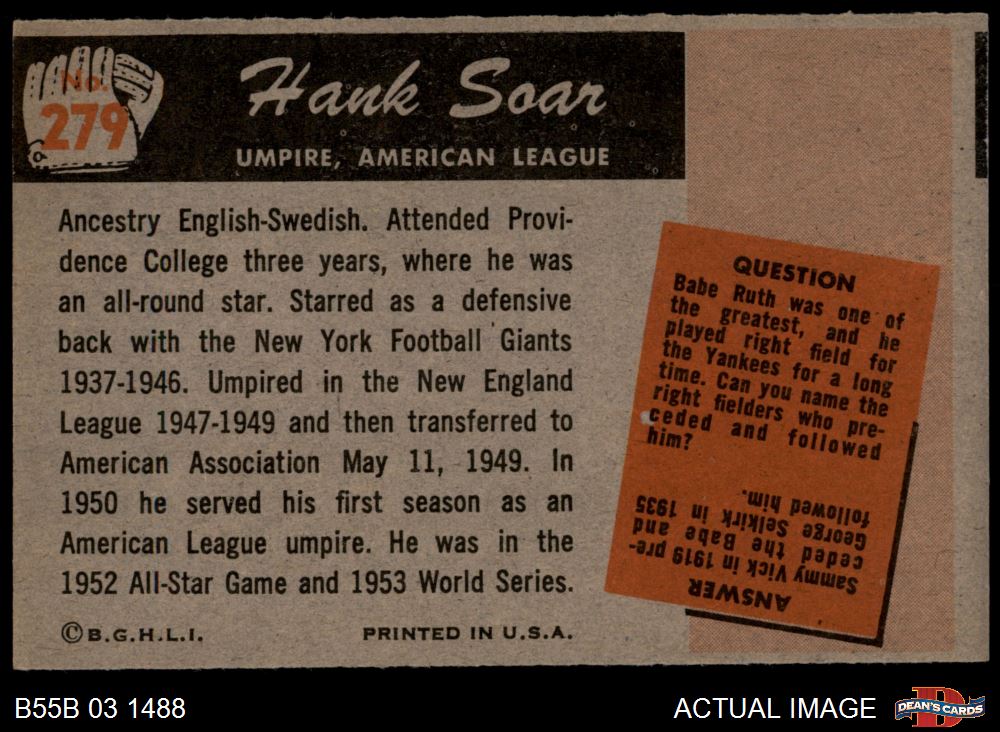 No.
279
Hank Soar
UMPIRE, AMERICAN LEAGUE
Ancestry English-Swedish. Attended Provi-
dence College three years, where he was
an all-round star. Starred as a defensive
back with the New York Football Giants
1937-1946. Umpired in the New England
League 1947-1949 and then transferred to
American Association May 11, 1949. In
1950 he served his first season as an
American League umpire. He was in the
1952 All-Star Game and 1953 World Series.
©B.G.H.L.I.
PRINTED IN U.S.A.
QUESTION
Babe Ruth was one of
the greatest, and he
played right field for
the Yankees for a long
time. Can you name the
right fielders who pre-
ceded and followed
him?
ANSWER
Sammy Vick in 1919 pre-
ceded the Babe and
George Selkirk in 1935
followed him.
B55B 03 1488
ACTUAL IMAGE
D
DEAN'S CARDS